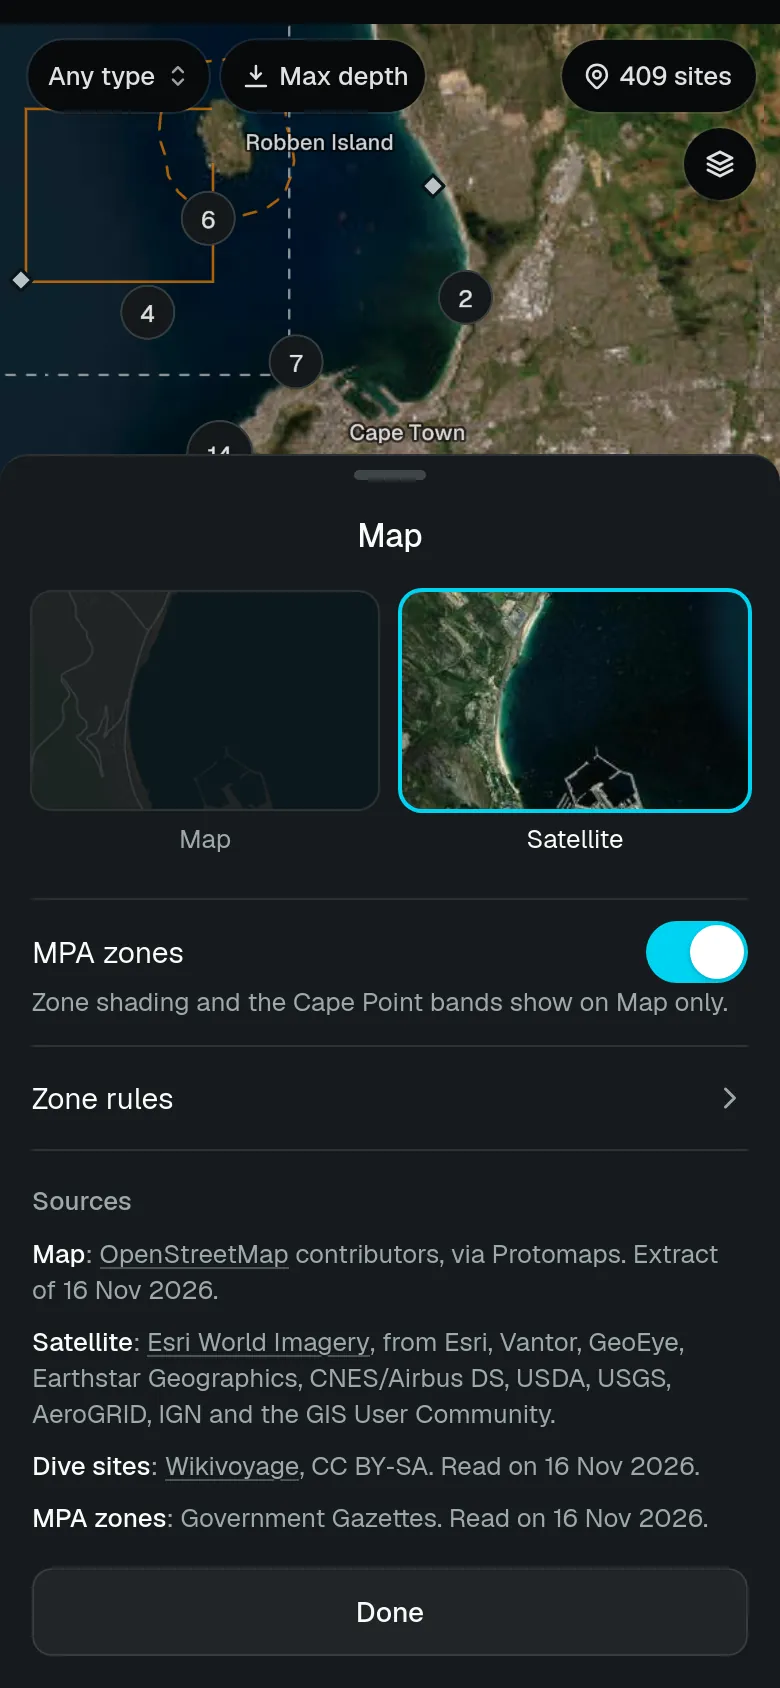 Any type
Max depth
409 sites
Robben Island
6
2
4
7
Cape Town
14
Map
Map
Satellite
MPA zones
Zone shading and the Cape Point bands show on Map only.
Zone rules
Sources
Map: OpenStreetMap contributors, via Protomaps. Extract
of 16 Nov 2026.
Satellite: Esri World Imagery, from Esri, Vantor, GeoEye,
Earthstar Geographics, CNES/Airbus DS, USDA, USGS,
AeroGRID, IGN and the GIS User Community.
Dive sites: Wikivoyage, CC BY-SA. Read on 16 Nov 2026.
MPA zones: Government Gazettes. Read on 16 Nov 2026.
Done